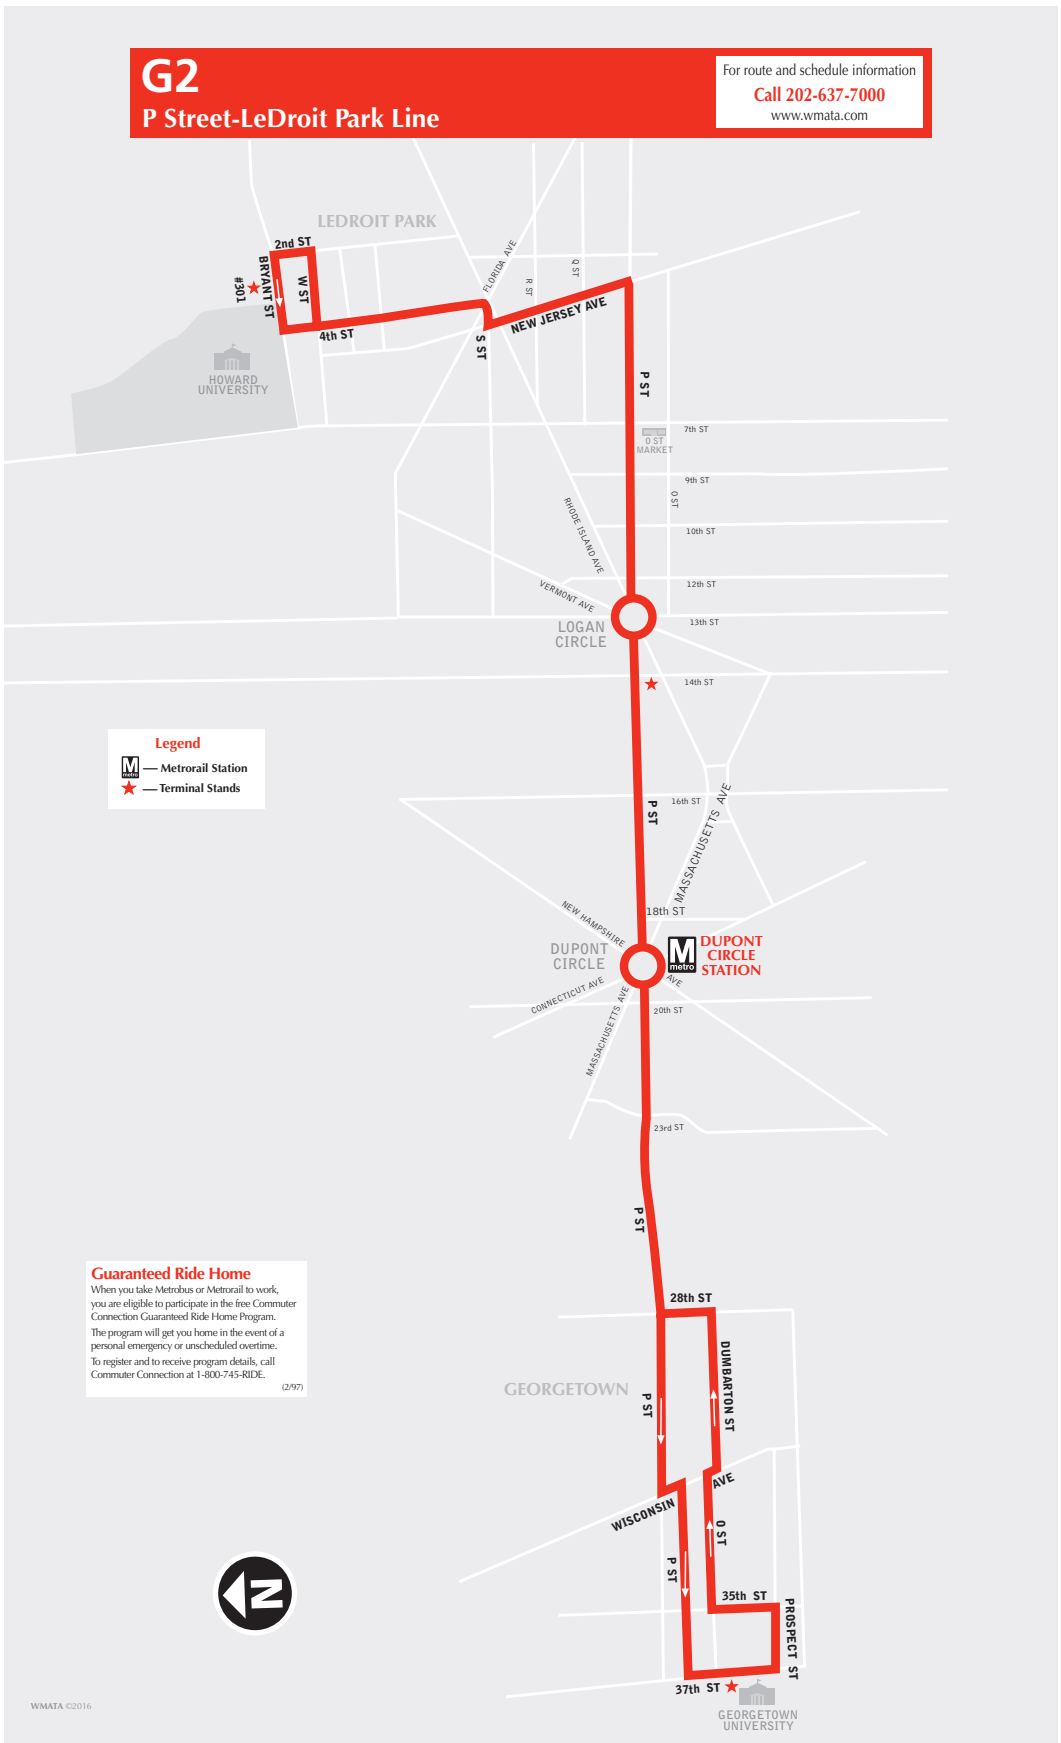 G2
P Street-LeDroit Park Line
For route and schedule information
Call 202-637-7000
www.wmata.com
LEDROIT PARK
2nd ST
BRYANT ST
#301
W ST
4th ST
HOWARD
UNIVERSITY
FLORIDA AVE
R ST
Q ST
S ST
NEW JERSEY AVE
P ST
7th ST
O ST
MARKET
9th ST
O ST
10th ST
RHODE ISLAND AVE
12th ST
VERMONT AVE
13th ST
LOGAN
CIRCLE
14th ST
Legend
M metro — Metrorail Station
— Terminal Stands
16th ST
P ST
MASSACHUSETTS AVE
18th ST
NEW HAMPSHIRE
AVE
DUPONT
CIRCLE
M
metro
DUPONT
CIRCLE
STATION
CONNECTICUT AVE
MASSACHUSETTS AVE
20th ST
23rd ST
P ST
Guaranteed Ride Home
When you take Metrobus or Metrorail to work,
you are eligible to participate in the free Commuter
Connection Guaranteed Ride Home Program.
The program will get you home in the event of a
personal emergency or unscheduled overtime.
To register and to receive program details, call
Commuter Connection at 1-800-745-RIDE.
(2/97)
28th ST
DUMBARTON ST
GEORGETOWN
P ST
WISCONSIN
AVE
O ST
P ST
35th ST
PROSPECT ST
37th ST
GEORGETOWN
UNIVERSITY
N
WMATA ©2016